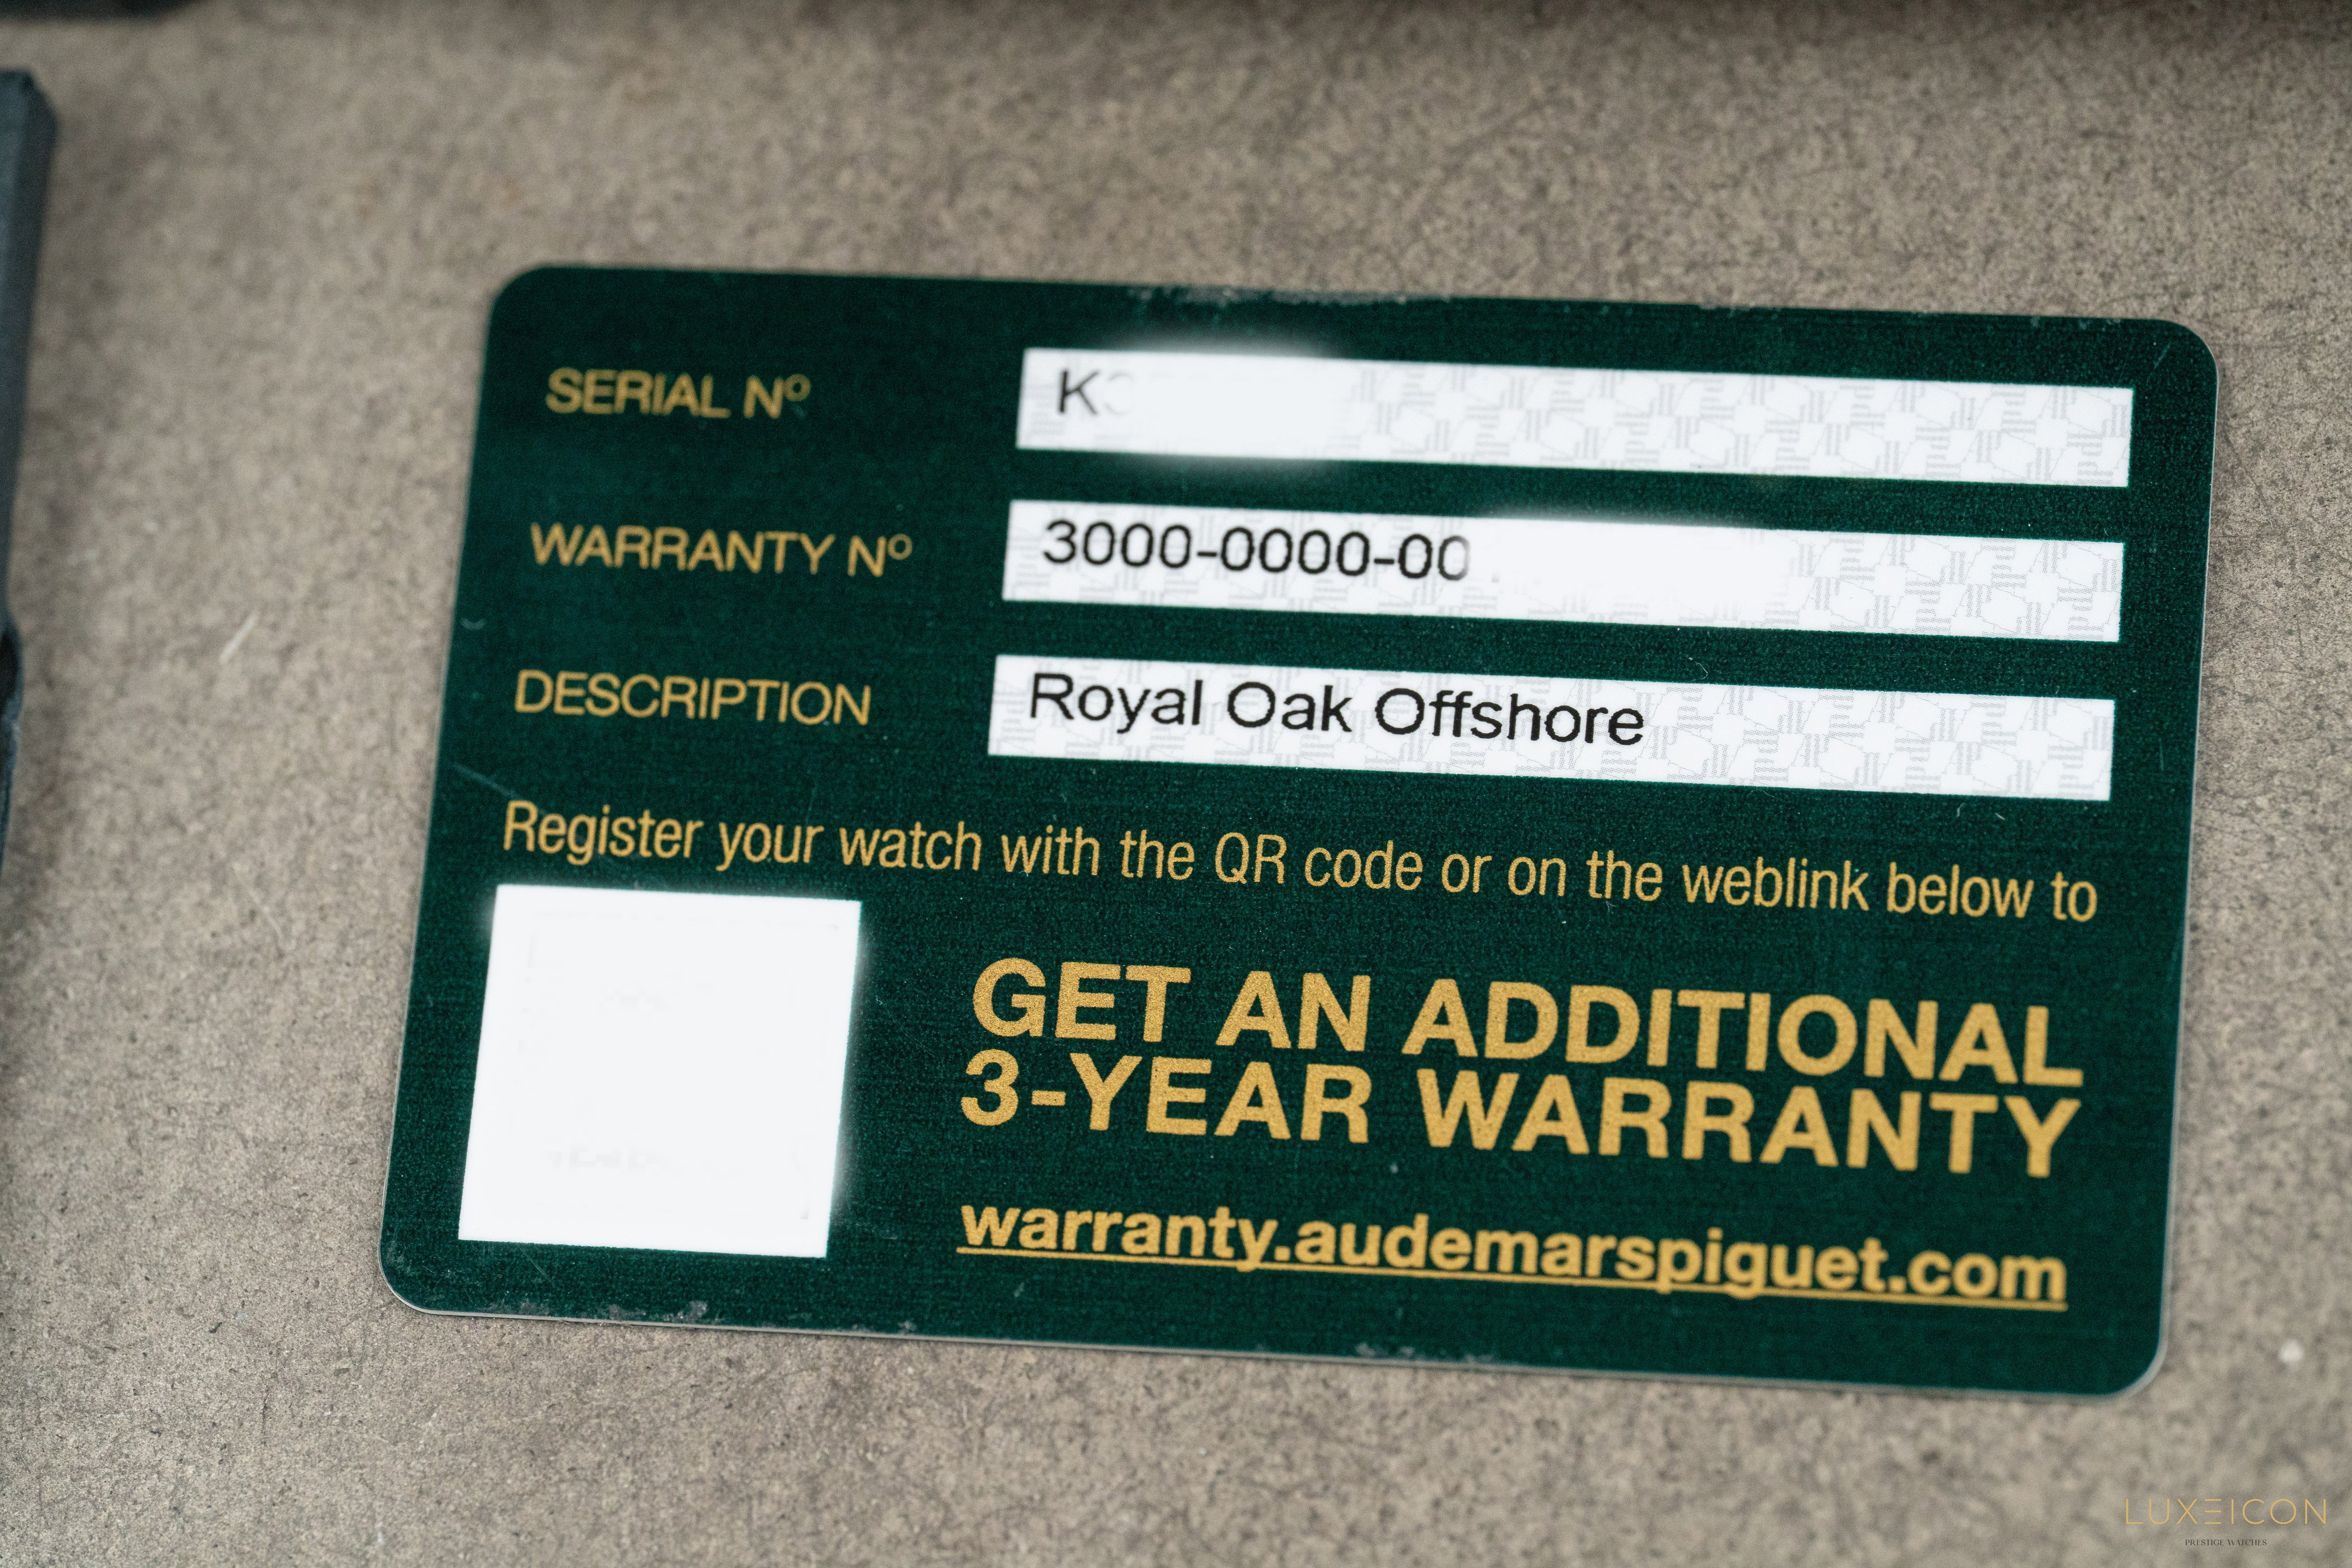 SERIAL Nº K
WARRANTY Nº 3000-0000-00
DESCRIPTION Royal Oak Offshore
Register your watch with the QR code or on the weblink below to
GET AN ADDITIONAL
3-YEAR WARRANTY
warranty.audemarspiguet.com
LUXEICON
PRESTIGE WATCHES